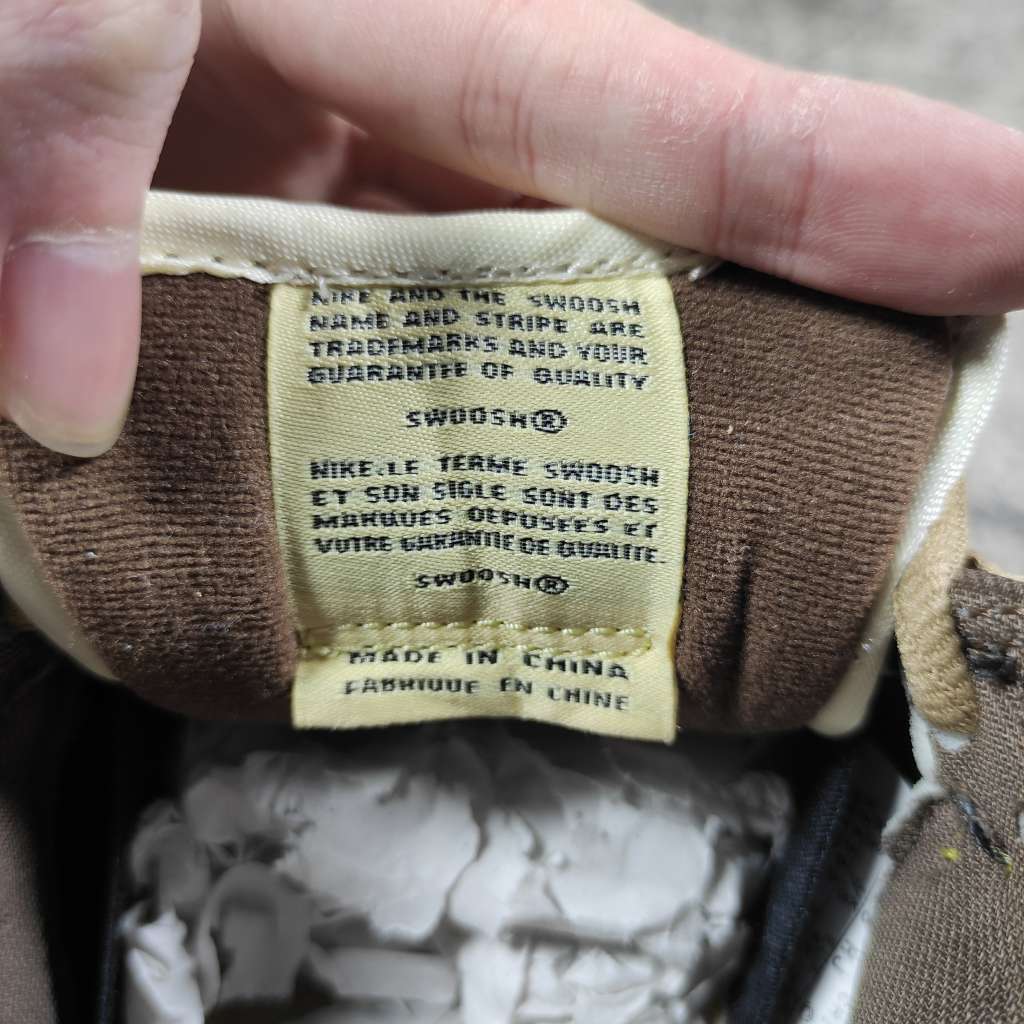 NIKE AND THE SWOOSH
NAME AND STRIPE ARE
TRADEMARKS AND YOUR
GUARANTEE OF QUALITY
SWOOSH®
NIKE, LE TERME SWOOSH
ET SON SIGLE SONT DES
MARQUES DEPOSEES ET
VOTRE GARANTIE DE QUALITE.
SWOOSH®
MADE IN CHINA
FABRIQUE EN CHINE